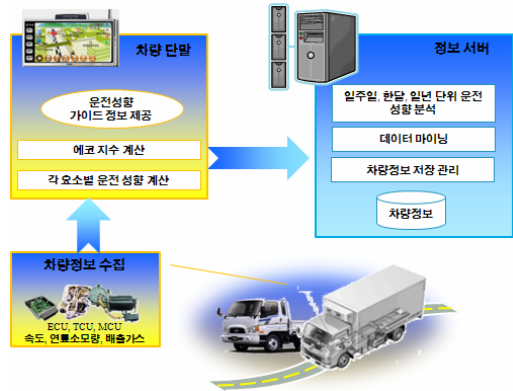 차량 단말
운전성향
가이드 정보 제공
에코 지수 계산
각 요소별 운전 성향 계산
정보 서버
일주일, 한달, 일년 단위 운전
성향 분석
데이터 마이닝
차량정보 저장 관리
차량정보
차량정보 수집
ECU, TCU, MCU
속도, 연료소모량, 배출가스